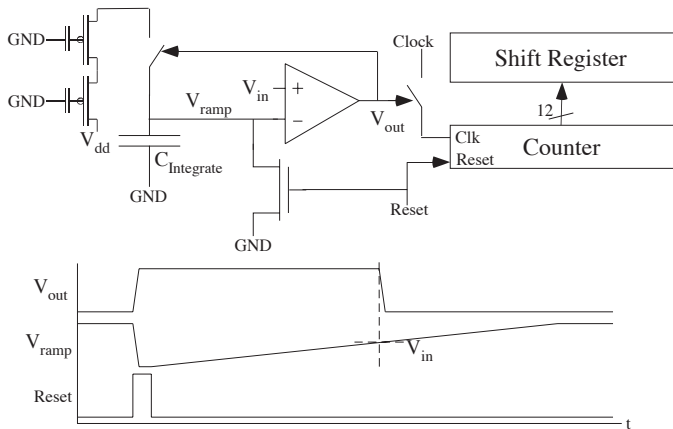 GND
Clock
Shift Register
V_in
+
GND
V_ramp
12
−
V_out
Clk
V_dd
Counter
Reset
C_Integrate
GND
Reset
GND
V_out
V_ramp
V_in
Reset
t